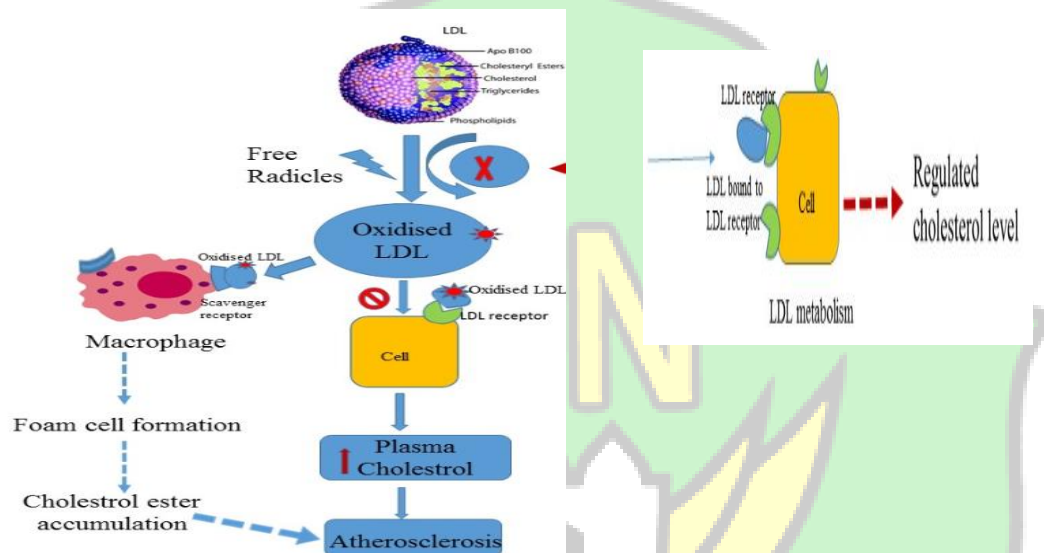 LDL
Apo B100
Cholesteryl Esters
Cholesterol
Triglycerides
Phospholipids
Free
Radicles
X
Oxidised
LDL
Oxidised LDL
Scavenger
receptor
Macrophage
Oxidised LDL
LDL receptor
Cell
Foam cell formation
Plasma
Cholestrol
Cholestrol ester
accumulation
Atherosclerosis
LDL receptor
LDL bound to
LDL receptor
Cell
Regulated
cholesterol level
LDL metabolism
N